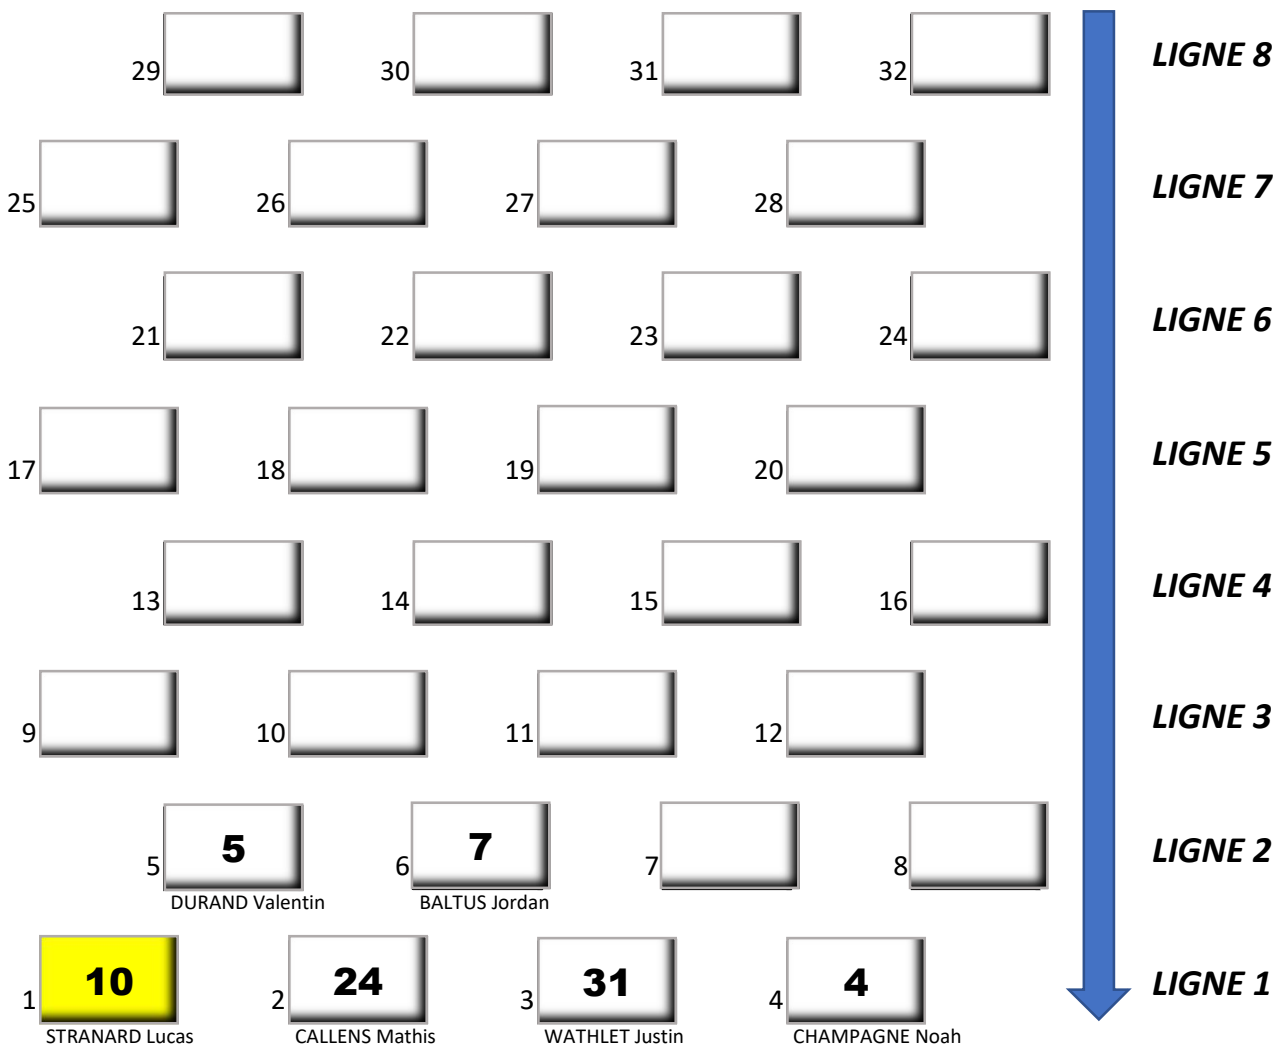 29 30 31 32 LIGNE 8
25 26 27 28 LIGNE 7
21 22 23 24 LIGNE 6
17 18 19 20 LIGNE 5
13 14 15 16 LIGNE 4
9 10 11 12 LIGNE 3
5 5 6 7 7 8 LIGNE 2
DURAND Valentin BALTUS Jordan
1 10 2 24 3 31 4 4 LIGNE 1
STRANARD Lucas CALLENS Mathis WATHLET Justin CHAMPAGNE Noah